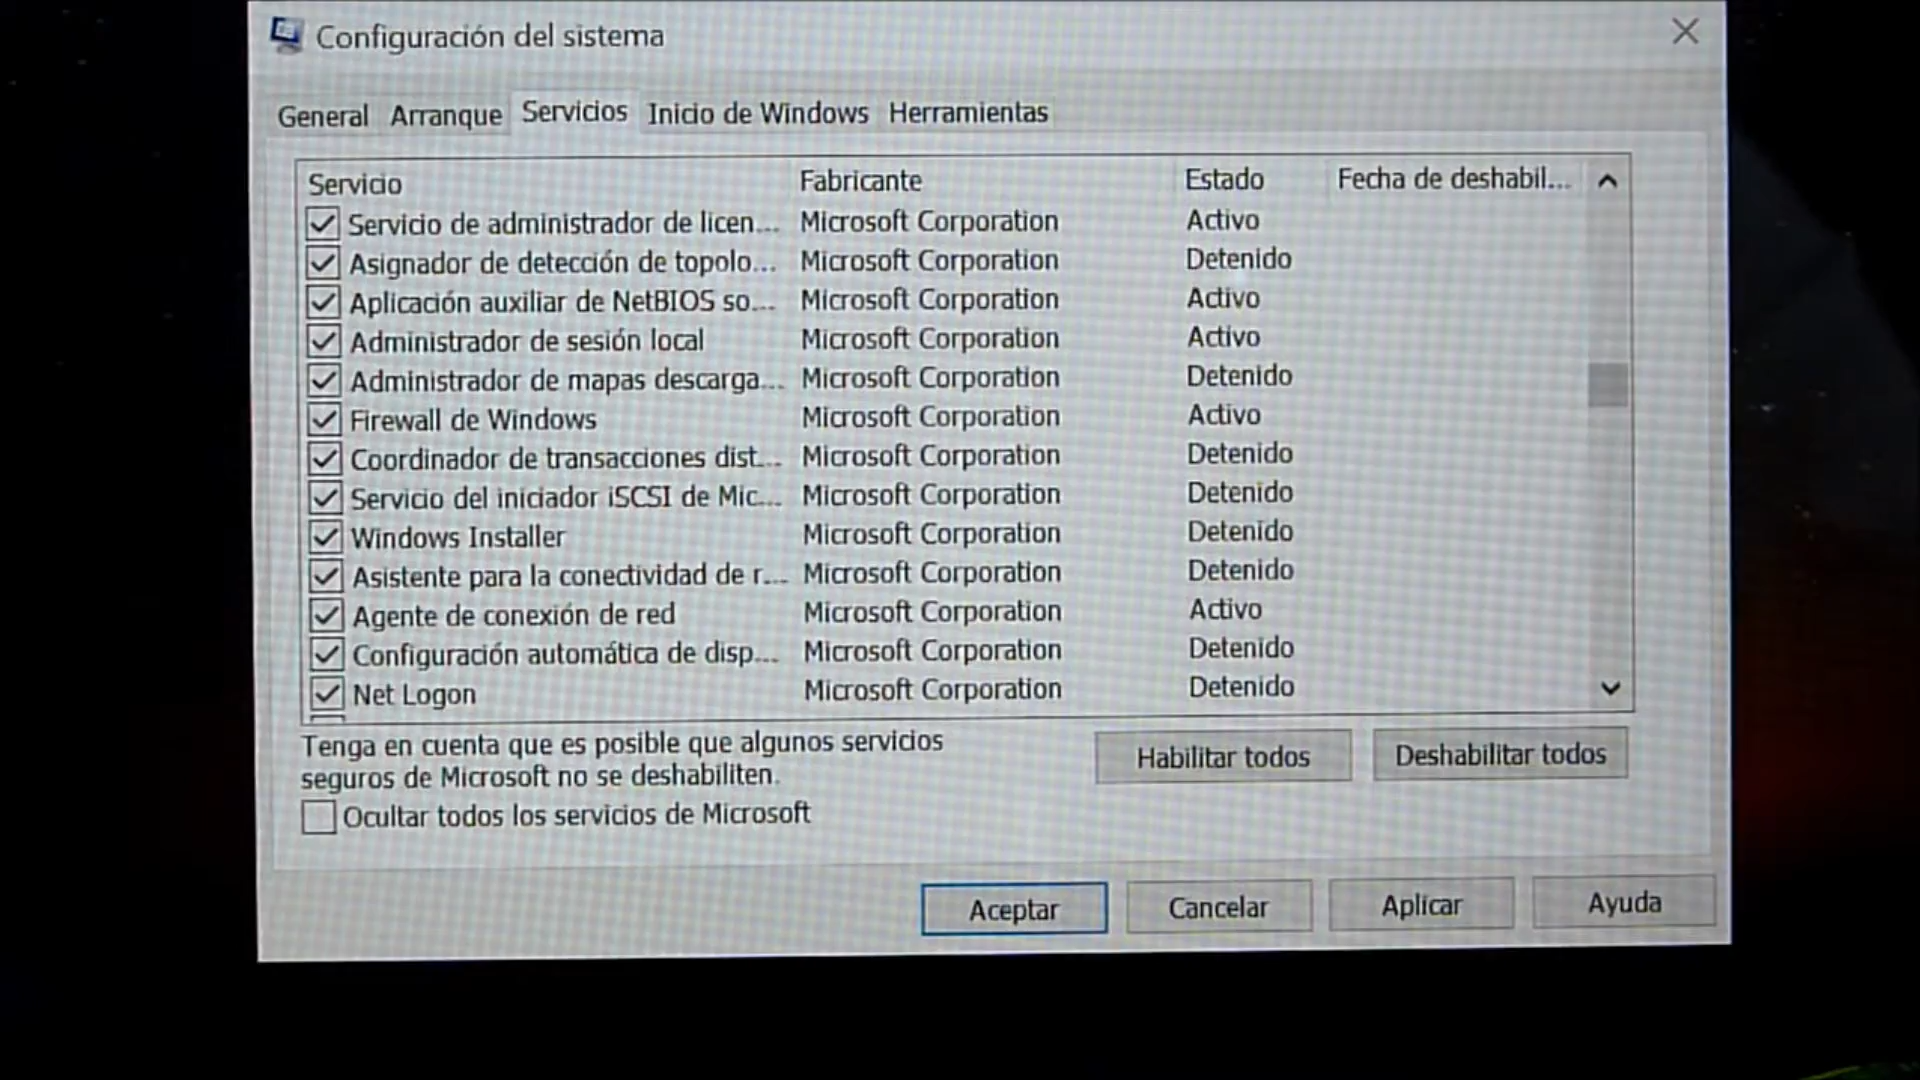 Configuración del sistema
General Arranque Servicios Inicio de Windows Herramientas
Servicio Fabricante Estado Fecha de deshabil...
Servicio de administrador de licen... Microsoft Corporation Activo
Asignador de detección de topolo... Microsoft Corporation Detenido
Aplicación auxiliar de NetBIOS so... Microsoft Corporation Activo
Administrador de sesión local Microsoft Corporation Activo
Administrador de mapas descarga... Microsoft Corporation Detenido
Firewall de Windows Microsoft Corporation Activo
Coordinador de transacciones dist... Microsoft Corporation Detenido
Servicio del iniciador iSCSI de Mic... Microsoft Corporation Detenido
Windows Installer Microsoft Corporation Detenido
Asistente para la conectividad de r... Microsoft Corporation Detenido
Agente de conexión de red Microsoft Corporation Activo
Configuración automática de disp... Microsoft Corporation Detenido
Net Logon Microsoft Corporation Detenido
Tenga en cuenta que es posible que algunos servicios
seguros de Microsoft no se deshabiliten.
Habilitar todos Deshabilitar todos
Ocultar todos los servicios de Microsoft
Aceptar Cancelar Aplicar Ayuda